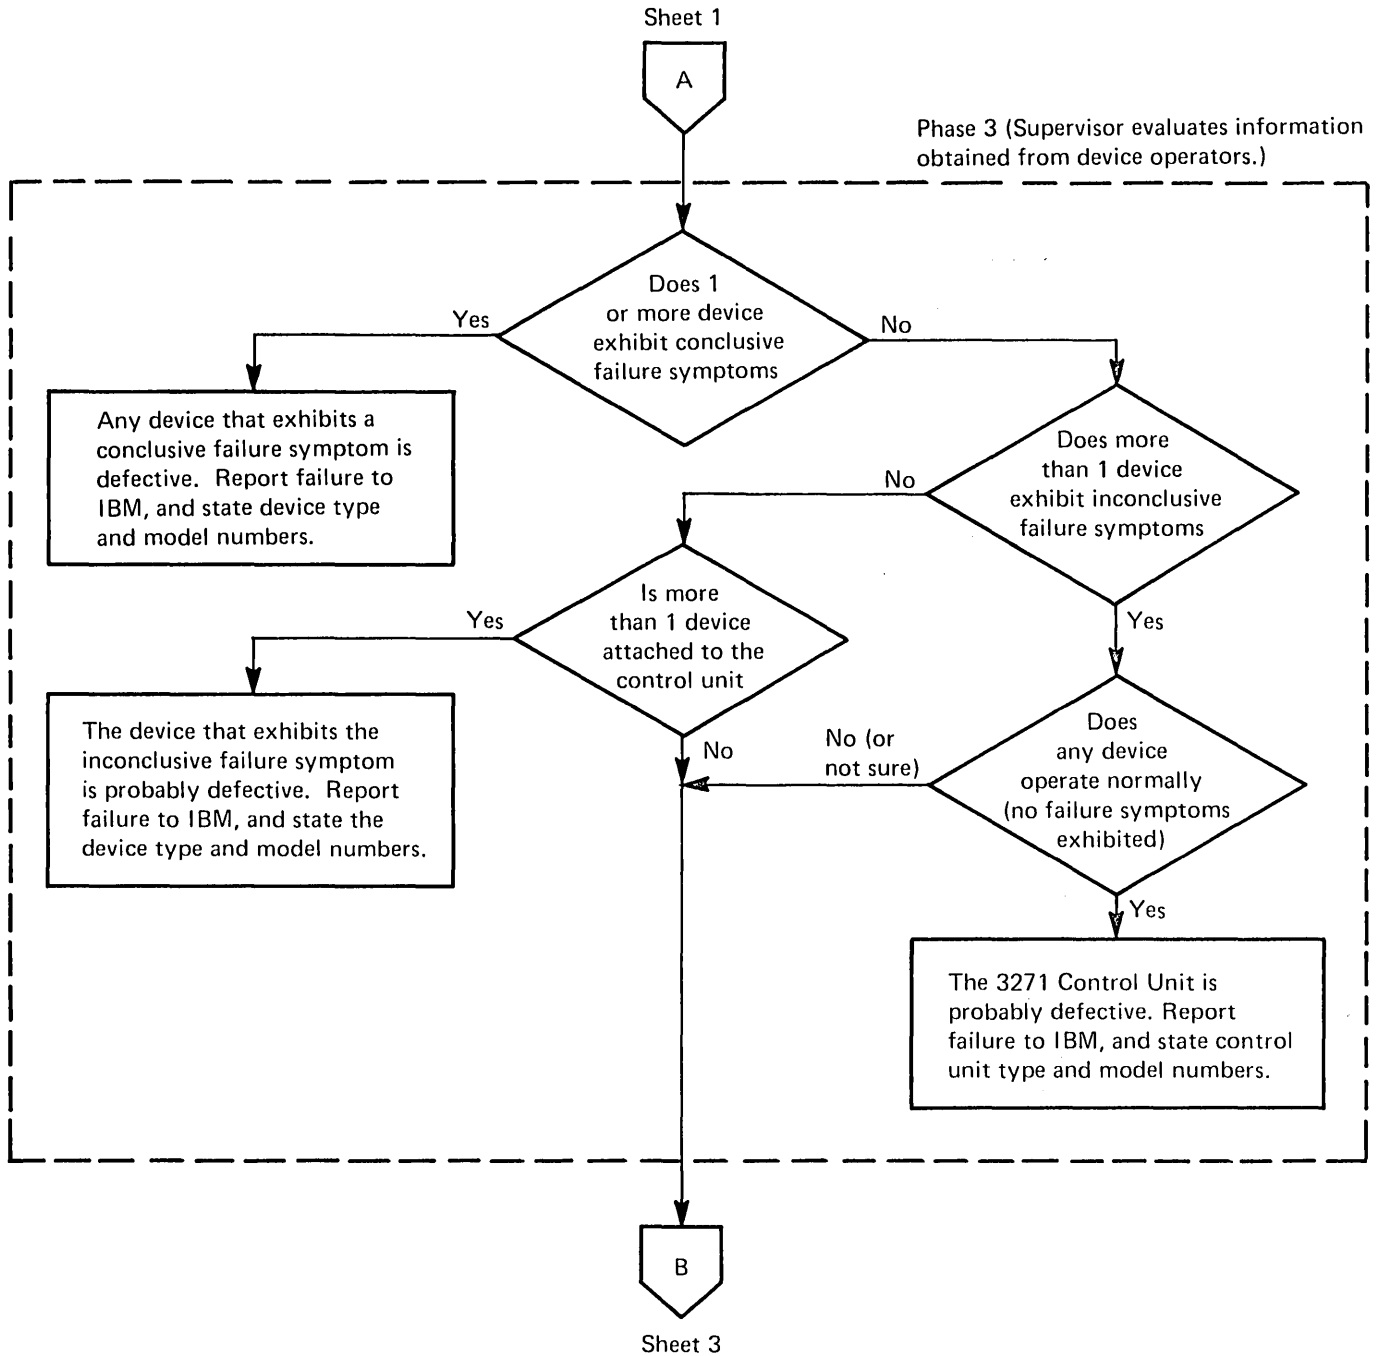 Sheet 1
A
Phase 3 (Supervisor evaluates information
obtained from device operators.)
Does 1
or more device
exhibit conclusive
failure symptoms
Yes
No
Any device that exhibits a
conclusive failure symptom is
defective. Report failure to
IBM, and state device type
and model numbers.
Does more
than 1 device
exhibit inconclusive
failure symptoms
No
Yes
Is more
than 1 device
attached to the
control unit
Yes
No
The device that exhibits the
inconclusive failure symptom
is probably defective. Report
failure to IBM, and state the
device type and model numbers.
Does
any device
operate normally
(no failure symptoms
exhibited)
No (or
not sure)
Yes
The 3271 Control Unit is
probably defective. Report
failure to IBM, and state control
unit type and model numbers.
B
Sheet 3